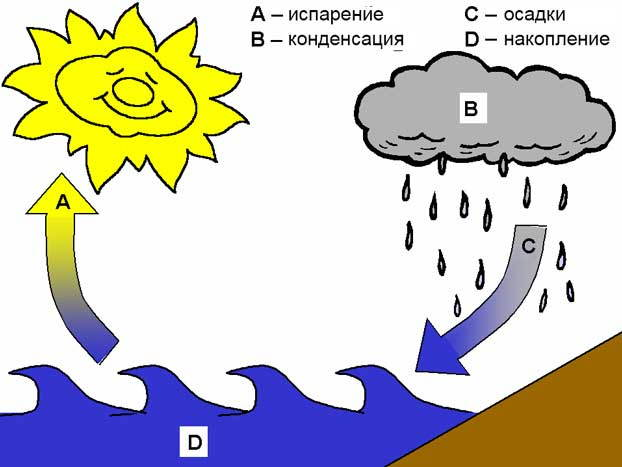 A – испарение C – осадки
B – конденсация D – накопление
B
A
C
D